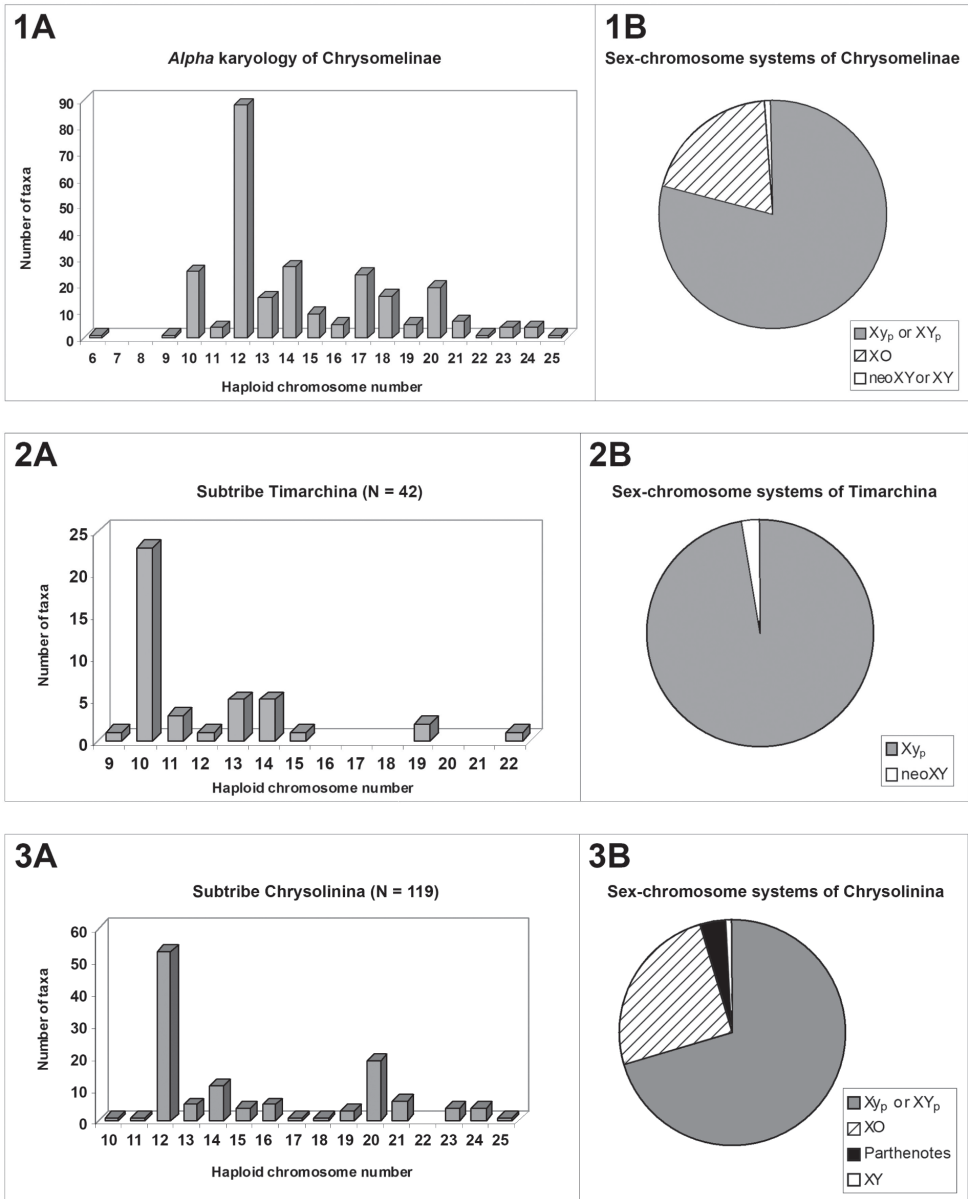 1A
Alpha karyology of Chrysomelinae
Number of taxa
90
80
70
60
50
40
30
20
10
0
6 7 8 9 10 11 12 13 14 15 16 17 18 19 20 21 22 23 24 25
Haploid chromosome number
1B
Sex-chromosome systems of Chrysomelinae
Xyp or XYp
XO
neoXY or XY
2A
Subtribe Timarchina (N = 42)
Number of taxa
25
20
15
10
5
0
9 10 11 12 13 14 15 16 17 18 19 20 21 22
Haploid chromosome number
2B
Sex-chromosome systems of Timarchina
Xyp
neoXY
3A
Subtribe Chrysolinina (N = 119)
Number of taxa
60
50
40
30
20
10
0
10 11 12 13 14 15 16 17 18 19 20 21 22 23 24 25
Haploid chromosome number
3B
Sex-chromosome systems of Chrysolinina
Xyp or XYp
XO
Parthenotes
XY